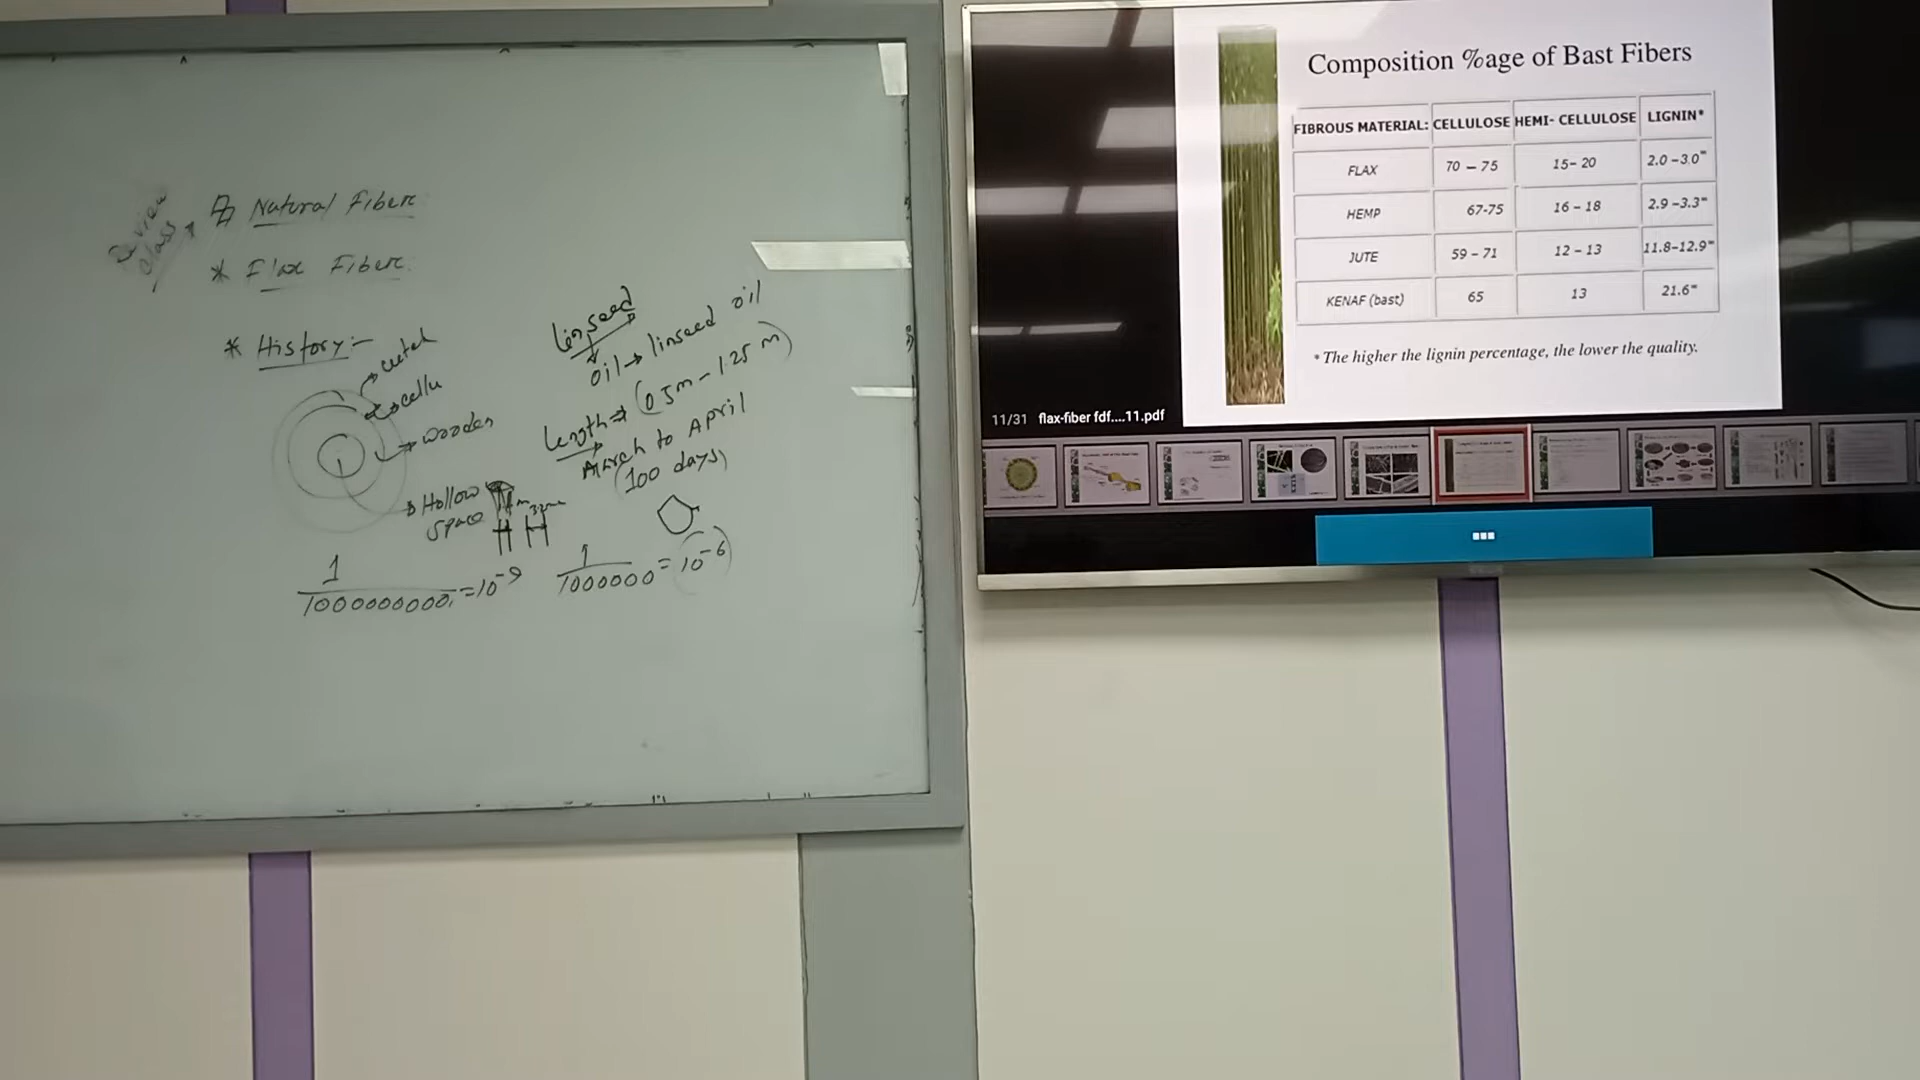 Review
class
Natural Fiber
* Flax Fiber
* History:-
cutch
cellu
wooden
Hollow
space
linseed
oil → linseed oil
length ⇒ (0.5m - 1.25 m)
March to April
(100 days)
1/1000000000 = 10⁻⁹
1/1000000 = 10⁻⁶
Composition %age of Bast Fibers
FIBROUS MATERIAL: CELLULOSE HEMI- CELLULOSE LIGNIN*
FLAX 70 – 75 15– 20 2.0 –3.0
HEMP 67-75 16 – 18 2.9 –3.3
JUTE 59 – 71 12 – 13 11.8–12.9
KENAF (bast) 65 13 21.6
* The higher the lignin percentage, the lower the quality.
11/31 flax-fiber fdf....11.pdf